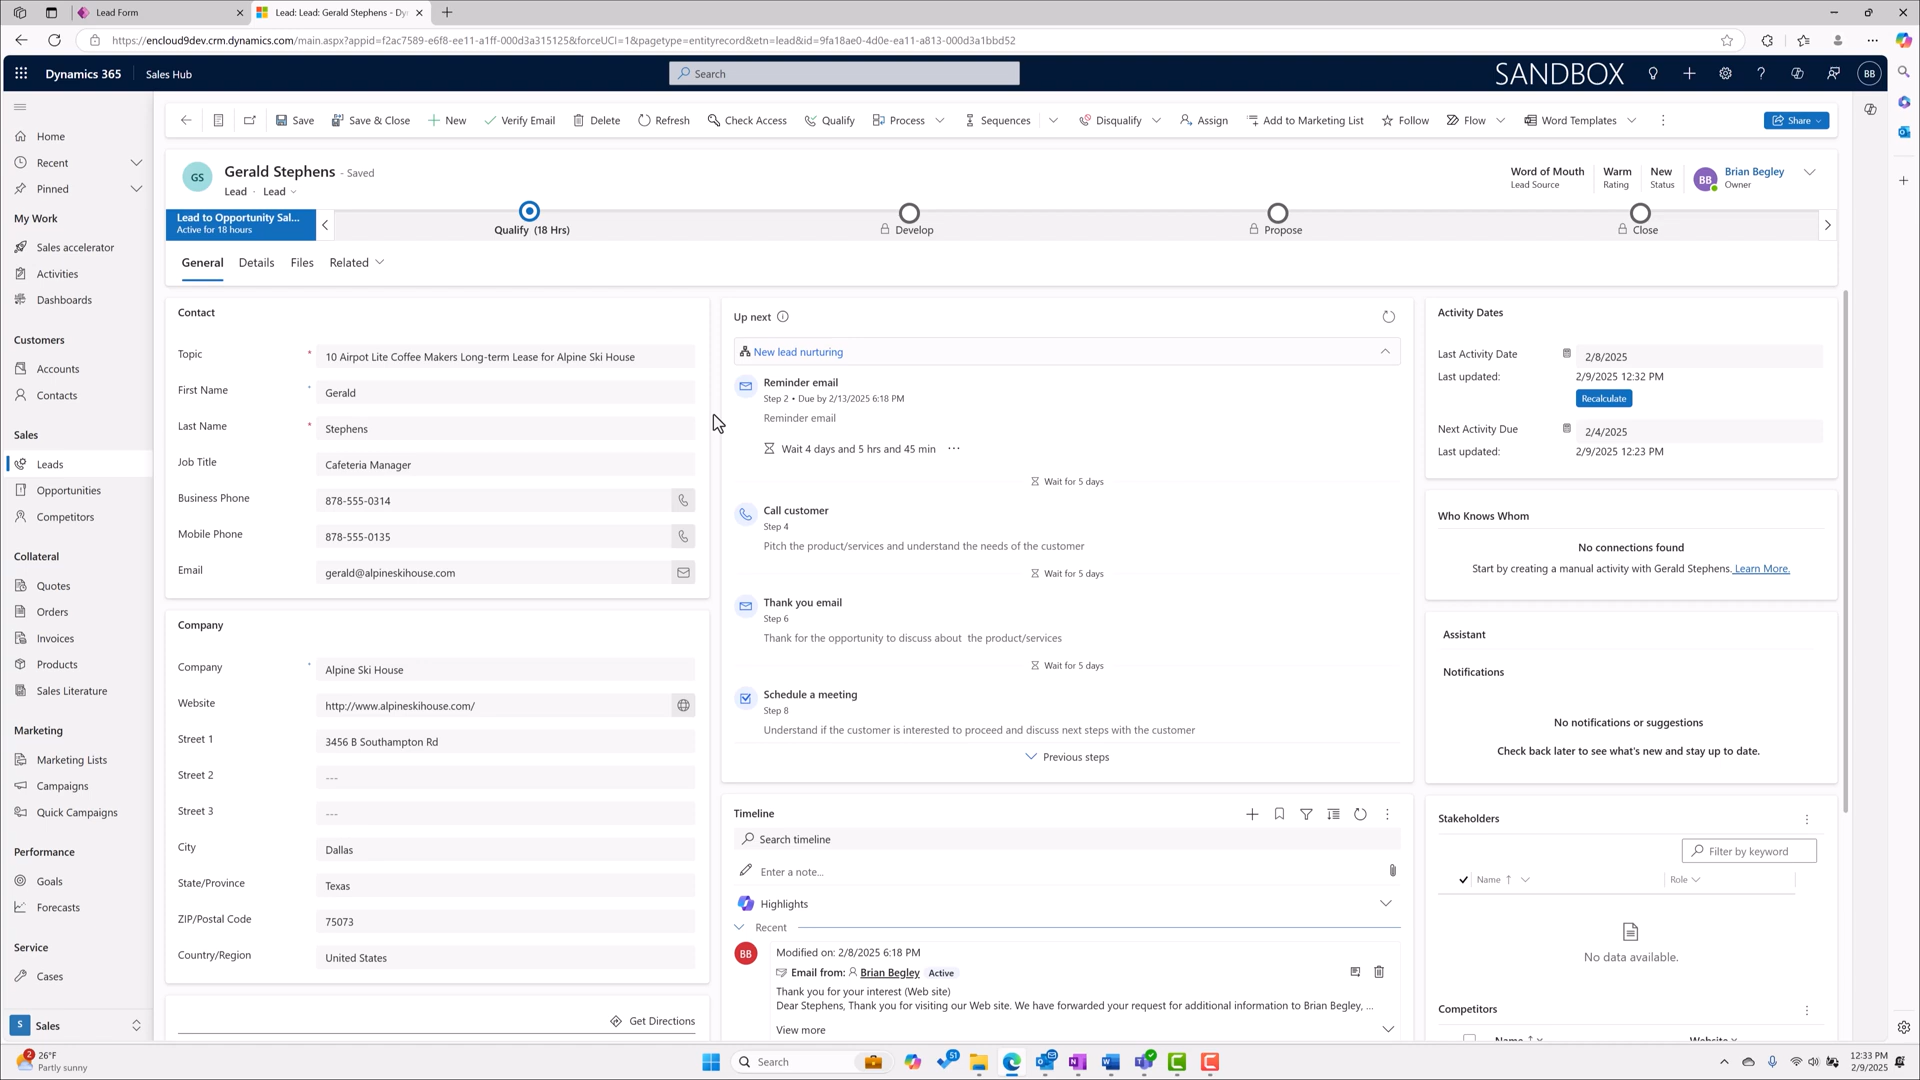 Lead Form
Lead: Lead: Gerald Stephens - Dy
https://encloud9dev.crm.dynamics.com/main.aspx?appid=f2ac7589-e6f8-ee11-a1ff-000d3a315125&forceUCI=1&pagetype=entityrecord&etn=lead&id=9fa18ae0-4d0e-ea11-a813-000d3a1bbd52
Dynamics 365
Sales Hub
Search
SANDBOX
BB
Save
Save & Close
New
Verify Email
Delete
Refresh
Check Access
Qualify
Process
Sequences
Disqualify
Assign
Add to Marketing List
Follow
Flow
Word Templates
Share
Home
Recent
Pinned
My Work
Sales accelerator
Activities
Dashboards
Customers
Accounts
Contacts
Sales
Leads
Opportunities
Competitors
Collateral
Quotes
Orders
Invoices
Products
Sales Literature
Marketing
Marketing Lists
Campaigns
Quick Campaigns
Performance
Goals
Forecasts
Service
Cases
S
Sales
GS
Gerald Stephens - Saved
Lead · Lead
Word of Mouth
Lead Source
Warm
Rating
New
Status
BB
Brian Begley
Owner
Lead to Opportunity Sal...
Active for 18 hours
Qualify (18 Hrs)
Develop
Propose
Close
General
Details
Files
Related
Contact
Topic * 10 Airpot Lite Coffee Makers Long-term Lease for Alpine Ski House
First Name * Gerald
Last Name * Stephens
Job Title Cafeteria Manager
Business Phone 878-555-0314
Mobile Phone 878-555-0135
Email gerald@alpineskihouse.com
Company
Company * Alpine Ski House
Website http://www.alpineskihouse.com/
Street 1 3456 B Southampton Rd
Street 2 ---
Street 3 ---
City Dallas
State/Province Texas
ZIP/Postal Code 75073
Country/Region United States
Get Directions
Up next
New lead nurturing
Reminder email
Step 2 • Due by 2/13/2025 6:18 PM
Reminder email
Wait 4 days and 5 hrs and 45 min ...
Wait for 5 days
Call customer
Step 4
Pitch the product/services and understand the needs of the customer
Wait for 5 days
Thank you email
Step 6
Thank for the opportunity to discuss about the product/services
Wait for 5 days
Schedule a meeting
Step 8
Understand if the customer is interested to proceed and discuss next steps with the customer
Previous steps
Timeline
Search timeline
Enter a note...
Highlights
Recent
BB
Modified on: 2/8/2025 6:18 PM
Email from: Brian Begley Active
Thank you for your interest (Web site)
Dear Stephens, Thank you for visiting our Web site. We have forwarded your request for additional information to Brian Begley, ...
View more
Activity Dates
Last Activity Date 2/8/2025
Last updated: 2/9/2025 12:32 PM
Recalculate
Next Activity Due 2/4/2025
Last updated: 2/9/2025 12:23 PM
Who Knows Whom
No connections found
Start by creating a manual activity with Gerald Stephens. Learn More.
Assistant
Notifications
No notifications or suggestions
Check back later to see what's new and stay up to date.
Stakeholders
Filter by keyword
Name ↑
Role
No data available.
Competitors
Name ↑
Website
2
26°F
Partly sunny
Search
51
12:33 PM
2/9/2025